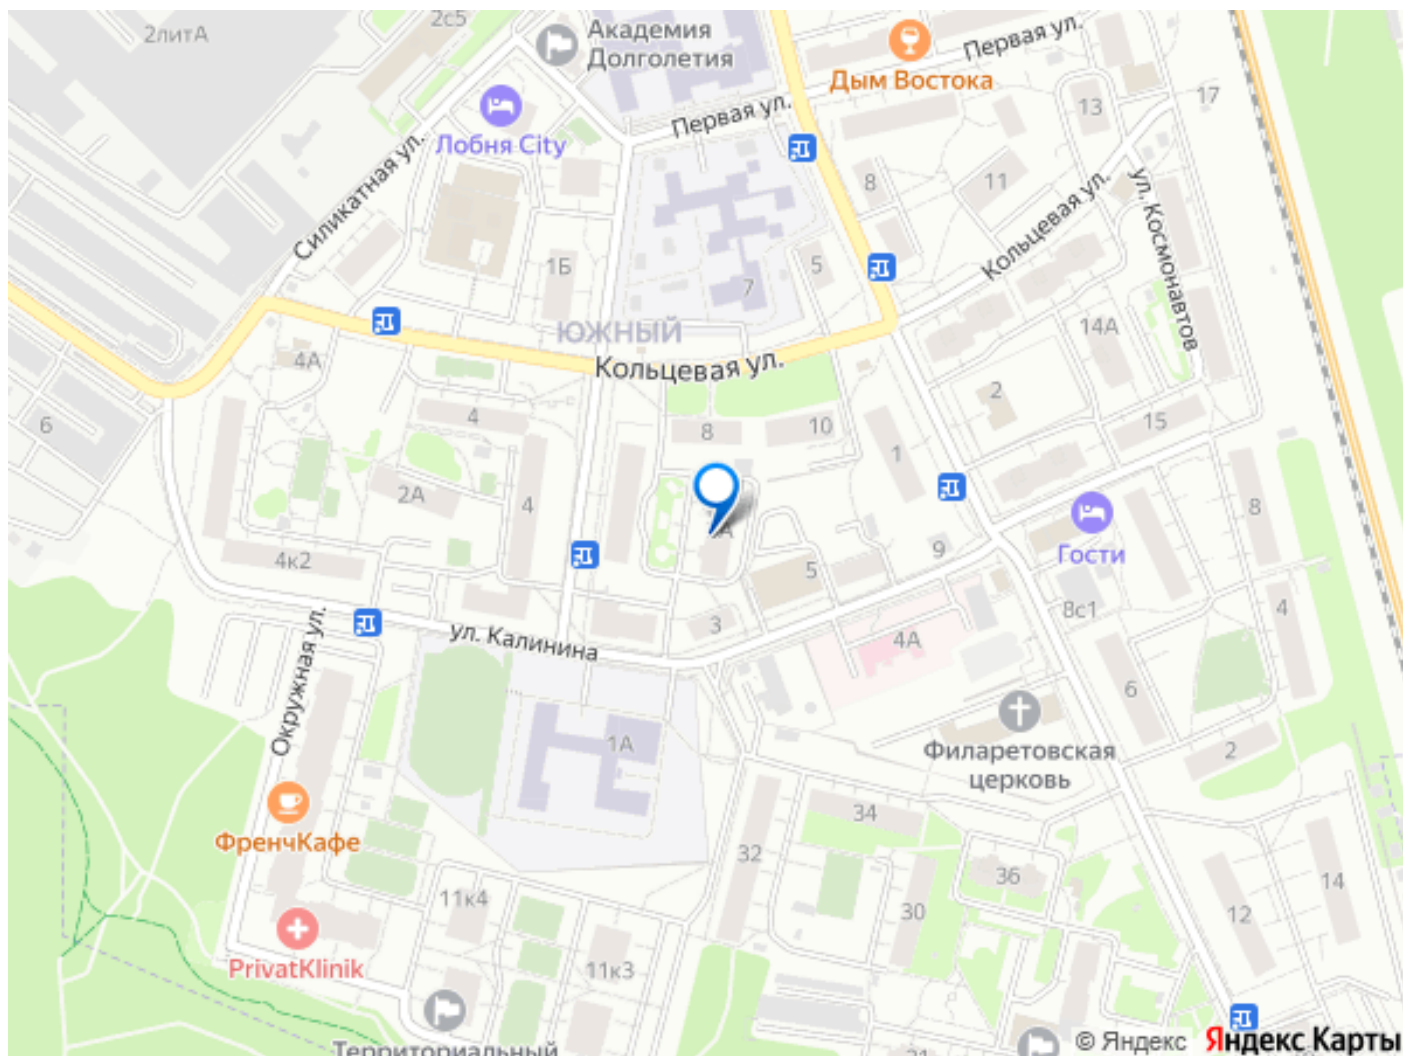 2литА
2с5
Академия
Долголетия
Первая ул.
Дым Востока
Лобня City
Первая ул.
13
17
Силикатная ул.
8
11
ул. Космонавтов
Кольцевая ул.
1Б
5
7
ЮЖНЫЙ
14А
4А
Кольцевая ул.
2
6
4
8
10
15
1
2А
4
8
9
Гости
4к2
5
8с1
4
3
4А
ул. Калинина
Окружная ул.
6
1А
Филаретовская
церковь
2
ФренчКафе
34
32
36
14
11к4
30
12
PrivatKlinik
11к3
Территориальный
© Яндекс
Яндекс Карты